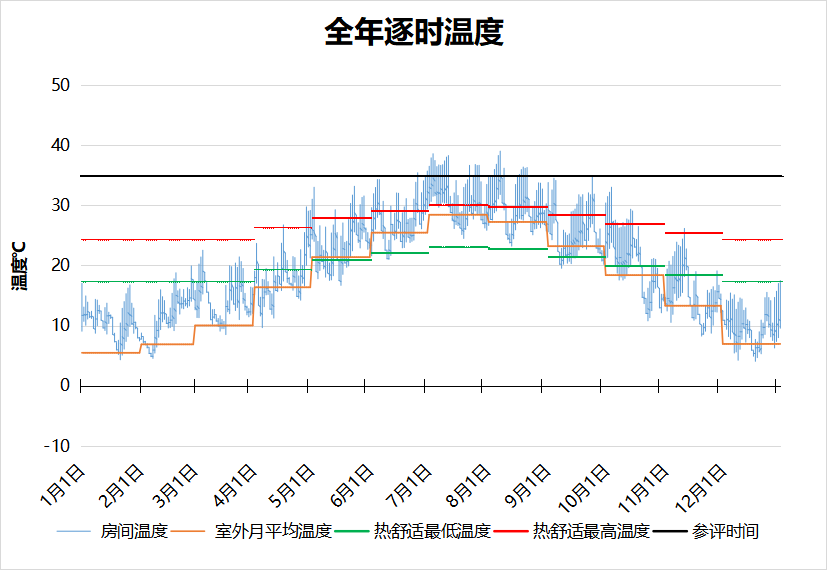 全年逐时温度
50
40
30
20
10
0
-10
温度℃
1月1日
2月1日
3月1日
4月1日
5月1日
6月1日
7月1日
8月1日
9月1日
10月1日
11月1日
12月1日
房间温度 室外月平均温度 热舒适最低温度 热舒适最高温度 参评时间